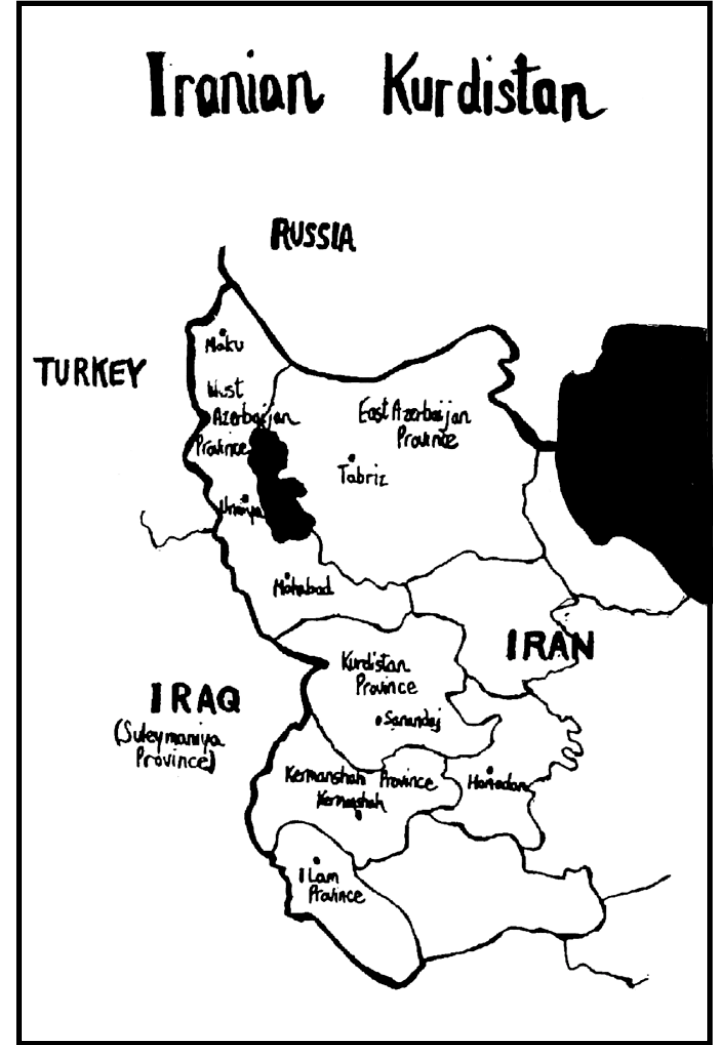 Iranian Kurdistan
RUSSIA
TURKEY
Maku
West
Azerbaijan
Province
East Azerbaijan
Province
Tabriz
Urmiya
Mahabad
IRAN
Kurdistan
Province
Sanandaj
IRAQ
(Suleymaniya
Province)
Kermanshah Province
Kermanshah
Hamadan
ILam
Province